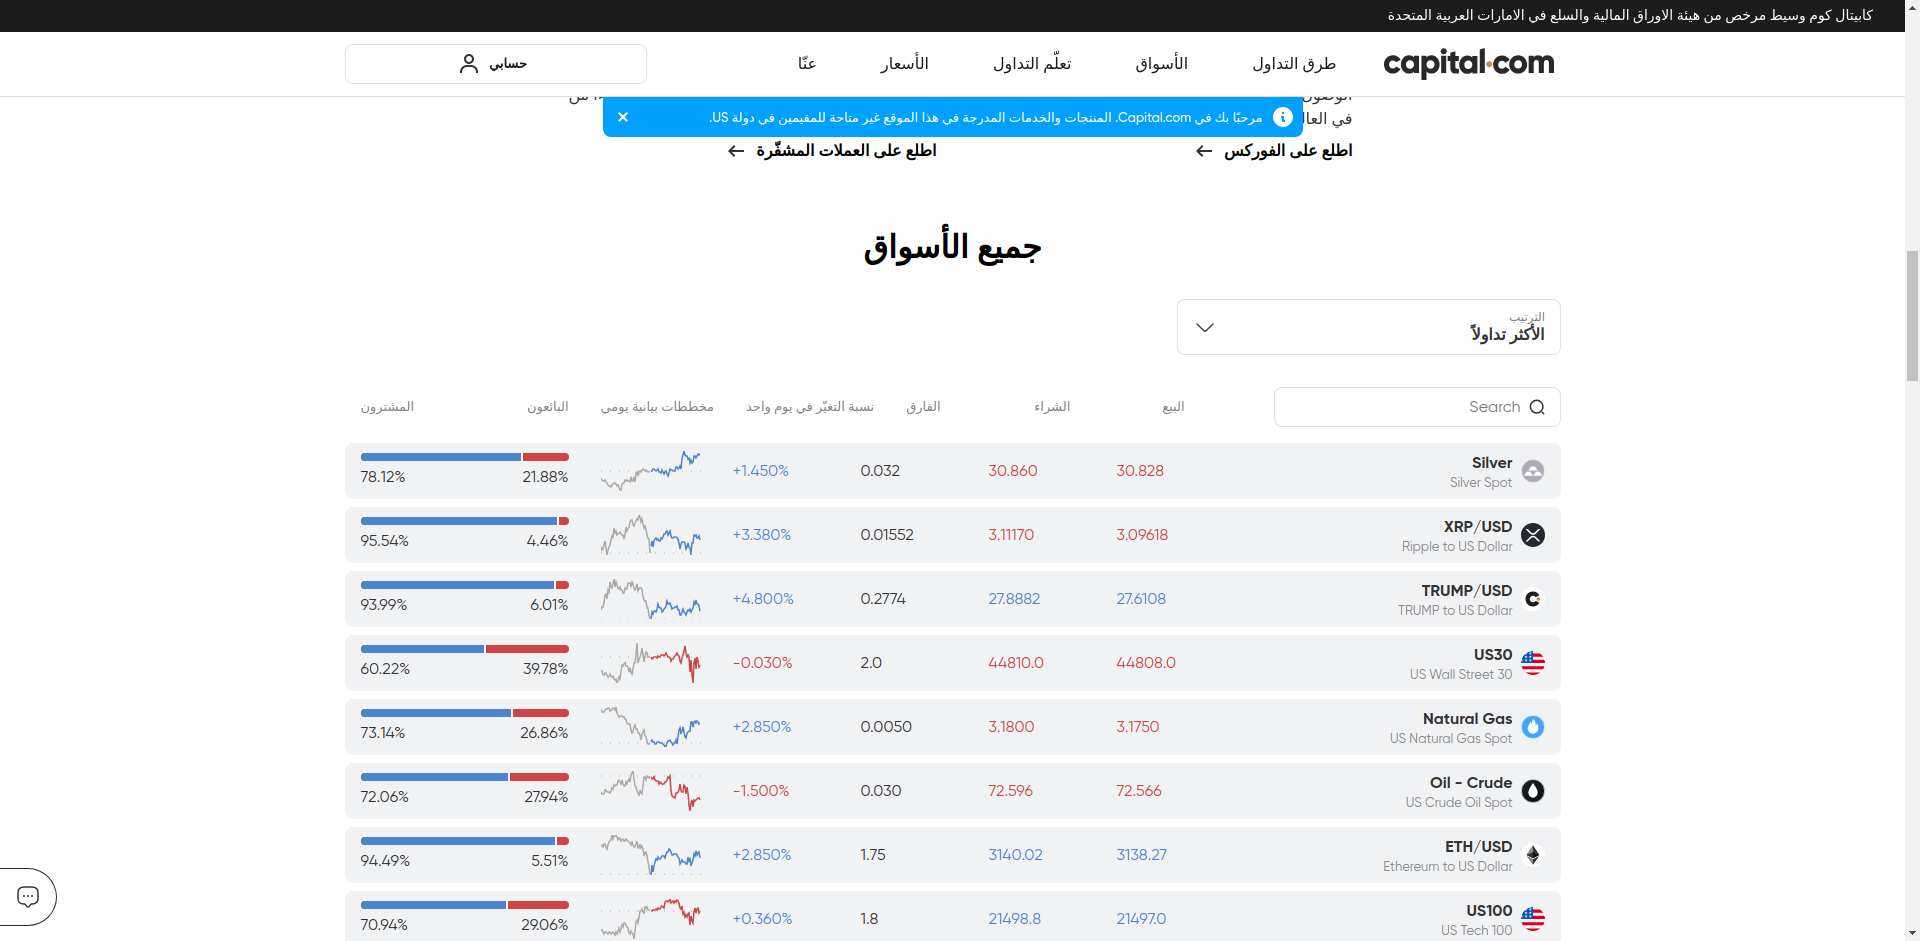 كابيتال كوم وسيط مرخص من هيئة الاوراق المالية والسلع في الامارات العربية المتحدة
capital.com
طرق التداول
الأسواق
تعلّم التداول
الأسعار
عنّا
حسابي
مرحبًا بك في Capital.com. المنتجات والخدمات المدرجة في هذا الموقع غير متاحة للمقيمين في دولة US.
اطلع على الفوركس
اطلع على العملات المشفّرة
جميع الأسواق
الترتيب
الأكثر تداولاً
Search
البيع
الشراء
الفارق
نسبة التغيّر في يوم واحد
مخططات بيانية يومي
البائعون
المشترون
Silver
Silver Spot
30.828
30.860
0.032
+1.450%
21.88%
78.12%
XRP/USD
Ripple to US Dollar
3.09618
3.11170
0.01552
+3.380%
4.46%
95.54%
TRUMP/USD
TRUMP to US Dollar
27.6108
27.8882
0.2774
+4.800%
6.01%
93.99%
US30
US Wall Street 30
44808.0
44810.0
2.0
-0.030%
39.78%
60.22%
Natural Gas
US Natural Gas Spot
3.1750
3.1800
0.0050
+2.850%
26.86%
73.14%
Oil - Crude
US Crude Oil Spot
72.566
72.596
0.030
-1.500%
27.94%
72.06%
ETH/USD
Ethereum to US Dollar
3138.27
3140.02
1.75
+2.850%
5.51%
94.49%
US100
US Tech 100
21497.0
21498.8
1.8
+0.360%
29.06%
70.94%